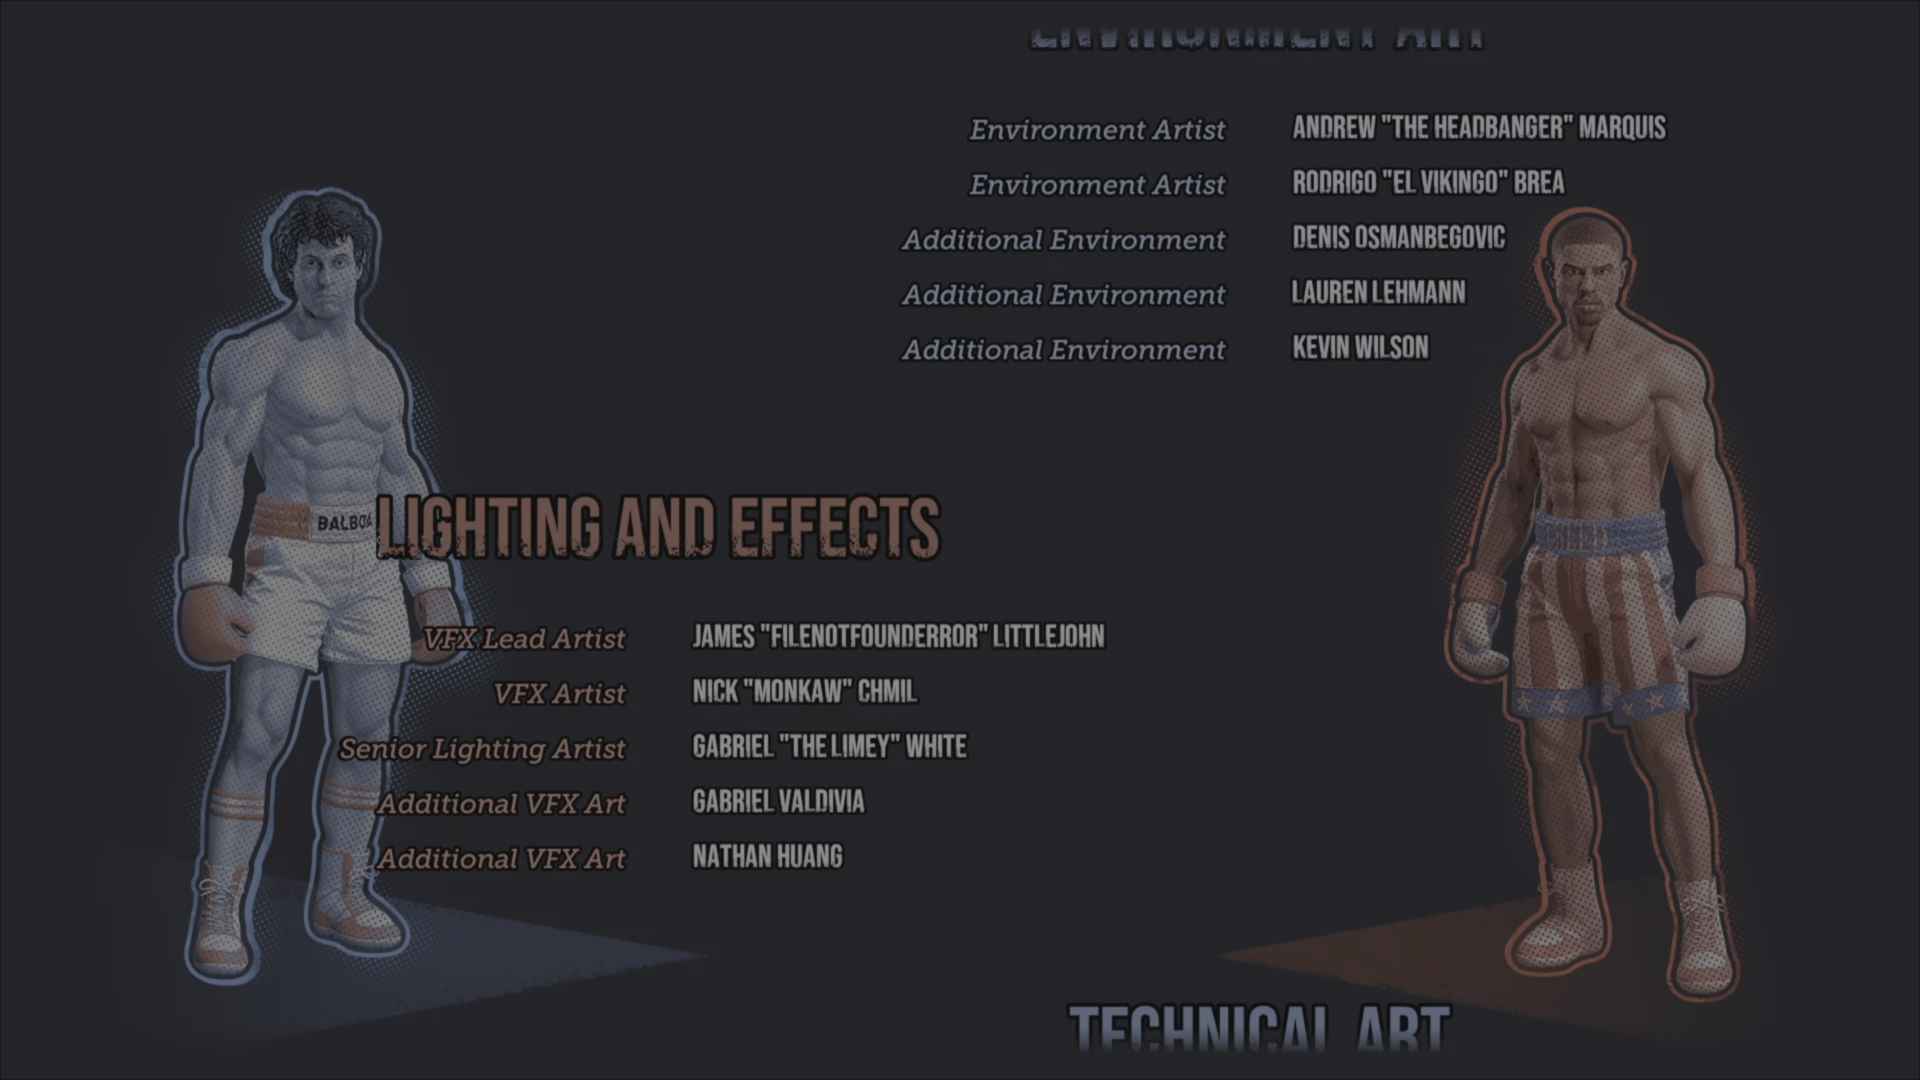 ENVIRONMENT ART
Environment Artist ANDREW "THE HEADBANGER" MARQUIS
Environment Artist RODRIGO "EL VIKINGO" BREA
Additional Environment DENIS OSMANBEGOVIC
Additional Environment LAUREN LEHMANN
Additional Environment KEVIN WILSON
BALBOA
LIGHTING AND EFFECTS
VFX Lead Artist JAMES "FILENOTFOUNDERROR" LITTLEJOHN
VFX Artist NICK "MONKAW" CHMIL
Senior Lighting Artist GABRIEL "THE LIMEY" WHITE
Additional VFX Art GABRIEL VALDIVIA
Additional VFX Art NATHAN HUANG
TECHNICAL ART